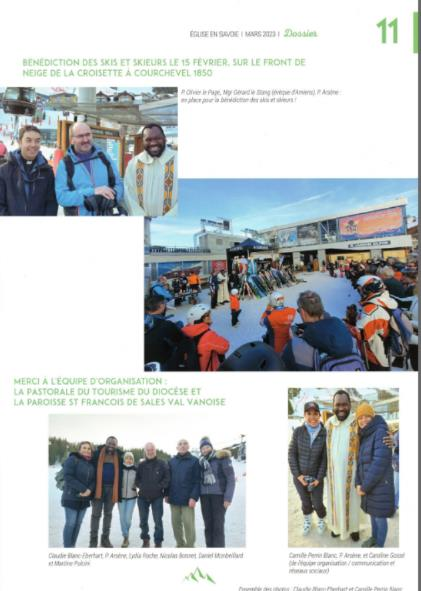 ÉGLISE EN SAVOIE I MARS 2023 I Dossier 11
BÉNÉDICTION DES SKIS ET SKIEURS LE 15 FÉVRIER, SUR LE FRONT DE
NEIGE DE LA CROISETTE À COURCHEVEL 1850
P. Olivier le Page, Mgr Gérard le Stang (évêque d'Amiens), P. Arsène :
en place pour la bénédiction des skis et skieurs !
MERCI À L'ÉQUIPE D'ORGANISATION :
LA PASTORALE DU TOURISME DU DIOCÈSE ET
LA PAROISSE ST FRANCOIS DE SALES VAL VANOISE
Claudie Blanc-Eberhart, P. Arsène, Lydia Roche, Nicolas Bonnet, Daniel Montbeillard
et Martine Pulcini
Camille Perrin Blanc, P. Arsène, et Caroline Gossel
(de l'équipe organisation / communication et
réseaux sociaux)
Ensemble des photos : Claudie Blanc Eberhart et Camille Perrin Blanc